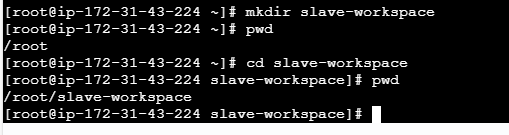 [root@ip-172-31-43-224 ~]# mkdir slave-workspace
[root@ip-172-31-43-224 ~]# pwd
/root
[root@ip-172-31-43-224 ~]# cd slave-workspace
[root@ip-172-31-43-224 slave-workspace]# pwd
/root/slave-workspace
[root@ip-172-31-43-224 slave-workspace]#